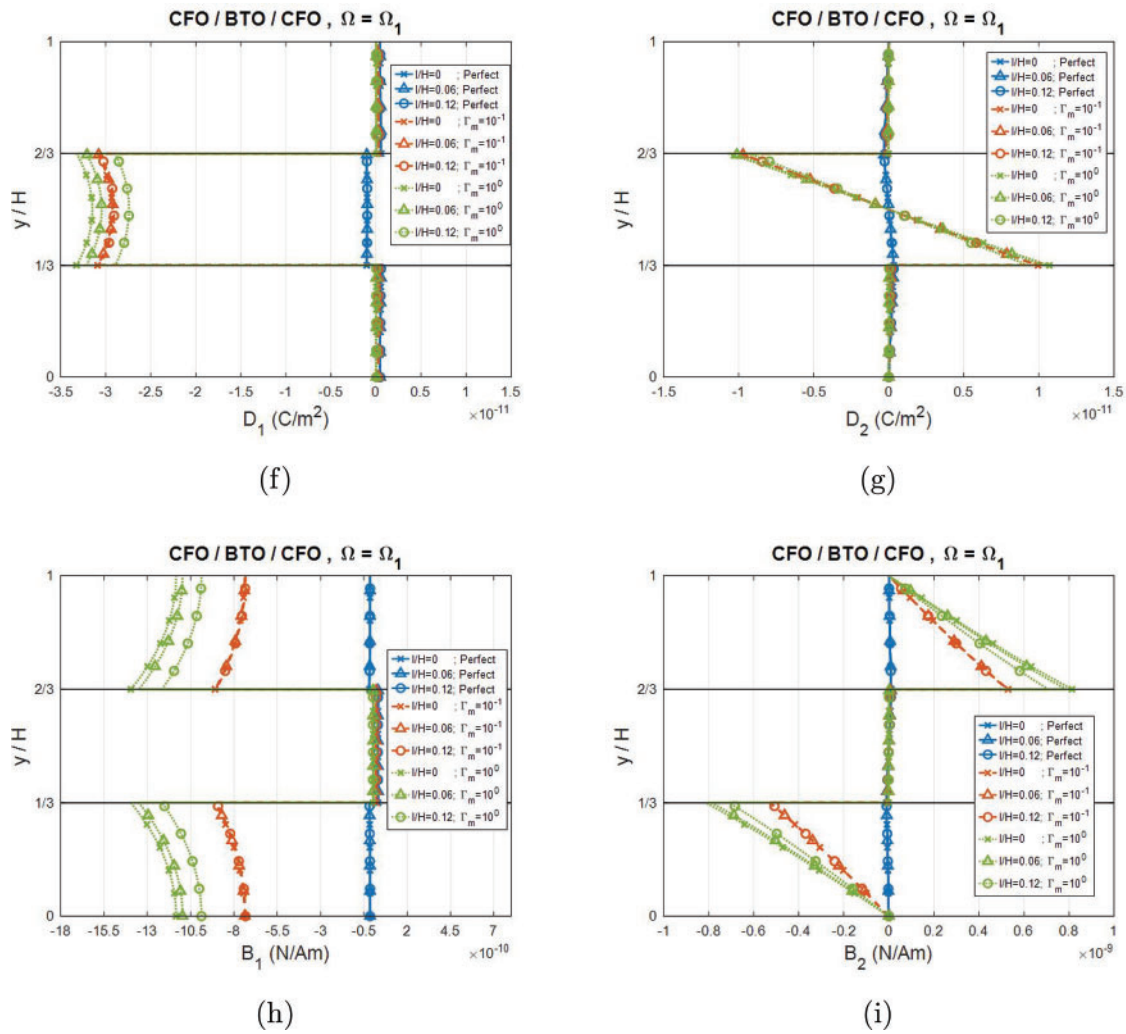 CFO / BTO / CFO , Ω = Ω₁
1
2/3
1/3
0
y / H
l/H=0 ; Perfect
l/H=0.06; Perfect
l/H=0.12; Perfect
l/H=0 ; Γₘ=10⁻¹
l/H=0.06; Γₘ=10⁻¹
l/H=0.12; Γₘ=10⁻¹
l/H=0 ; Γₘ=10⁰
l/H=0.06; Γₘ=10⁰
l/H=0.12; Γₘ=10⁰
-3.5 -3 -2.5 -2 -1.5 -1 -0.5 0 0.5 1 1.5
×10⁻¹¹
D₁ (C/m²)
(f)
CFO / BTO / CFO , Ω = Ω₁
1
2/3
1/3
0
y / H
l/H=0 ; Perfect
l/H=0.06; Perfect
l/H=0.12; Perfect
l/H=0 ; Γₘ=10⁻¹
l/H=0.06; Γₘ=10⁻¹
l/H=0.12; Γₘ=10⁻¹
l/H=0 ; Γₘ=10⁰
l/H=0.06; Γₘ=10⁰
l/H=0.12; Γₘ=10⁰
-1.5 -1 -0.5 0 0.5 1 1.5
×10⁻¹¹
D₂ (C/m²)
(g)
CFO / BTO / CFO , Ω = Ω₁
1
2/3
1/3
0
y / H
l/H=0 ; Perfect
l/H=0.06; Perfect
l/H=0.12; Perfect
l/H=0 ; Γₘ=10⁻¹
l/H=0.06; Γₘ=10⁻¹
l/H=0.12; Γₘ=10⁻¹
l/H=0 ; Γₘ=10⁰
l/H=0.06; Γₘ=10⁰
l/H=0.12; Γₘ=10⁰
-18 -15.5 -13 -10.5 -8 -5.5 -3 -0.5 2 4.5 7
×10⁻¹⁰
B₁ (N/Am)
(h)
CFO / BTO / CFO , Ω = Ω₁
1
2/3
1/3
0
y / H
l/H=0 ; Perfect
l/H=0.06; Perfect
l/H=0.12; Perfect
l/H=0 ; Γₘ=10⁻¹
l/H=0.06; Γₘ=10⁻¹
l/H=0.12; Γₘ=10⁻¹
l/H=0 ; Γₘ=10⁰
l/H=0.06; Γₘ=10⁰
l/H=0.12; Γₘ=10⁰
-1 -0.8 -0.6 -0.4 -0.2 0 0.2 0.4 0.6 0.8 1
×10⁻⁹
B₂ (N/Am)
(i)